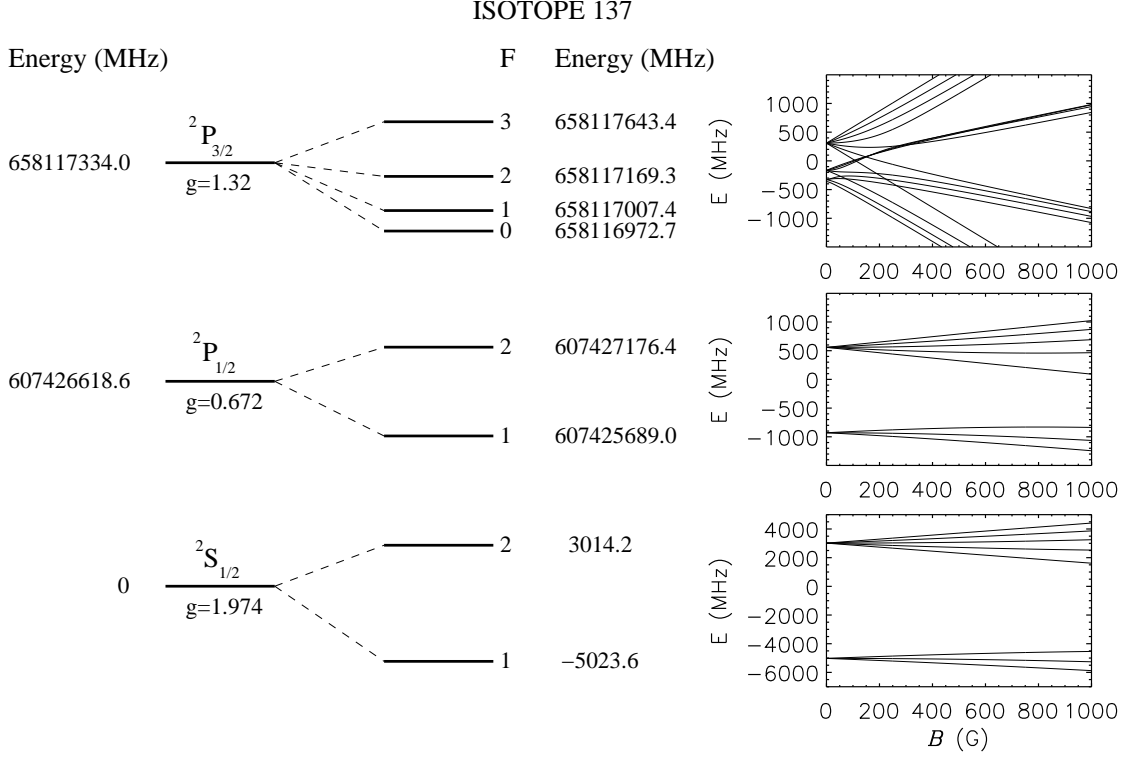 ISOTOPE 137
Energy (MHz) F Energy (MHz)
²P₃/₂
658117334.0
g=1.32
3 658117643.4
2 658117169.3
1 658117007.4
0 658116972.7
E (MHz)
1000
500
0
−500
−1000
0 200 400 600 800 1000
²P₁/₂
607426618.6
g=0.672
2 607427176.4
1 607425689.0
E (MHz)
1000
500
0
−500
−1000
0 200 400 600 800 1000
²S₁/₂
0
g=1.974
2 3014.2
1 −5023.6
E (MHz)
4000
2000
0
−2000
−4000
−6000
0 200 400 600 800 1000
B (G)